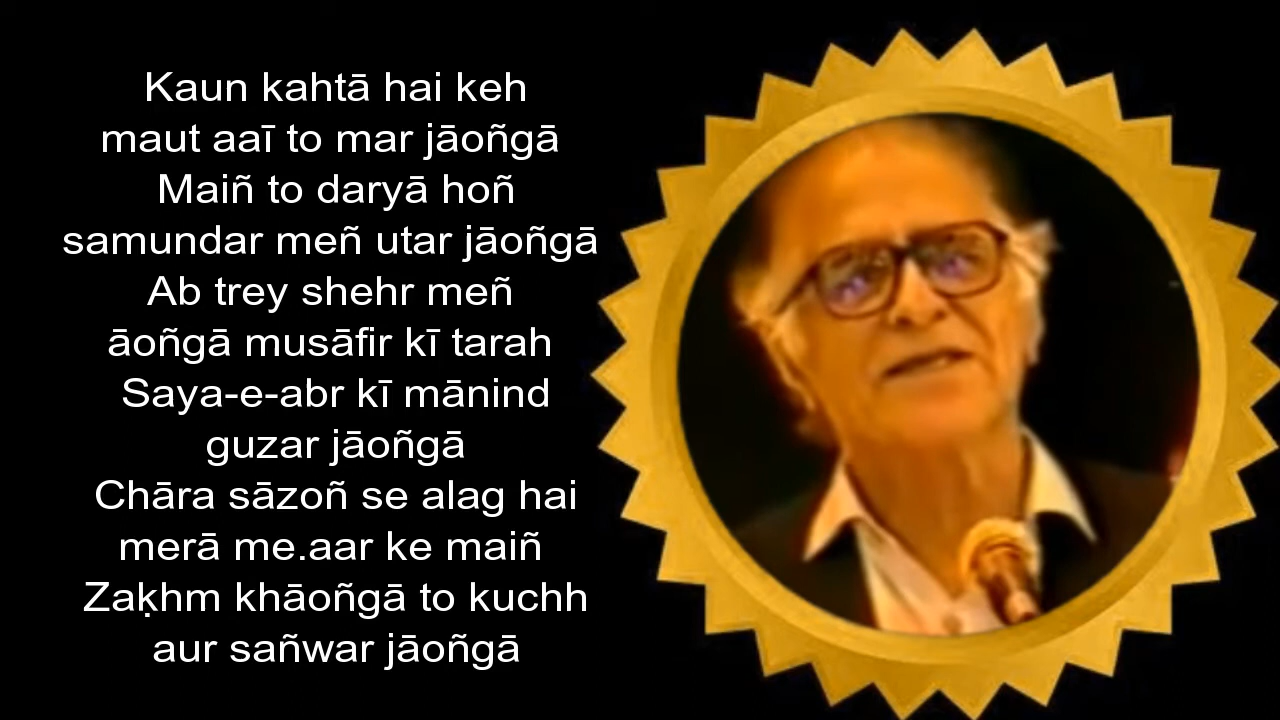 Kaun kahtā hai keh
maut aaī to mar jāoñgā
Maiñ to daryā hoñ
samundar meñ utar jāoñgā
Ab trey shehr meñ
āoñgā musāfir kī tarah
Saya-e-abr kī mānind
guzar jāoñgā
Chāra sāzoñ se alag hai
merā me.aar ke maiñ
Zaḳhm khāoñgā to kuchh
aur sañwar jāoñgā